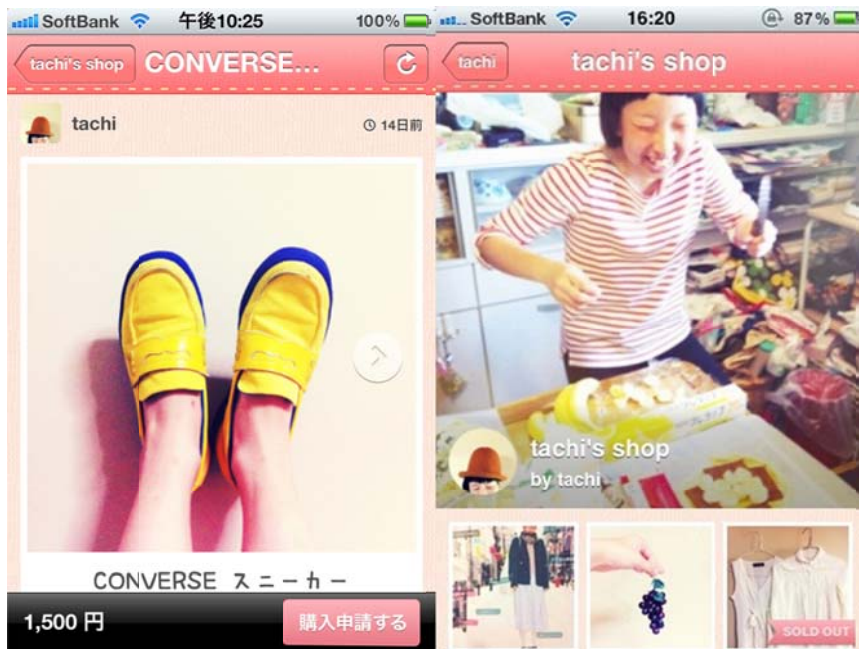 SoftBank 午後10:25 100%
tachi's shop CONVERSE...
tachi 14日前
CONVERSE スニーカー
1,500 円 購入申請する
SoftBank 16:20 87%
tachi tachi's shop
tachi's shop
by tachi
SOLD OUT